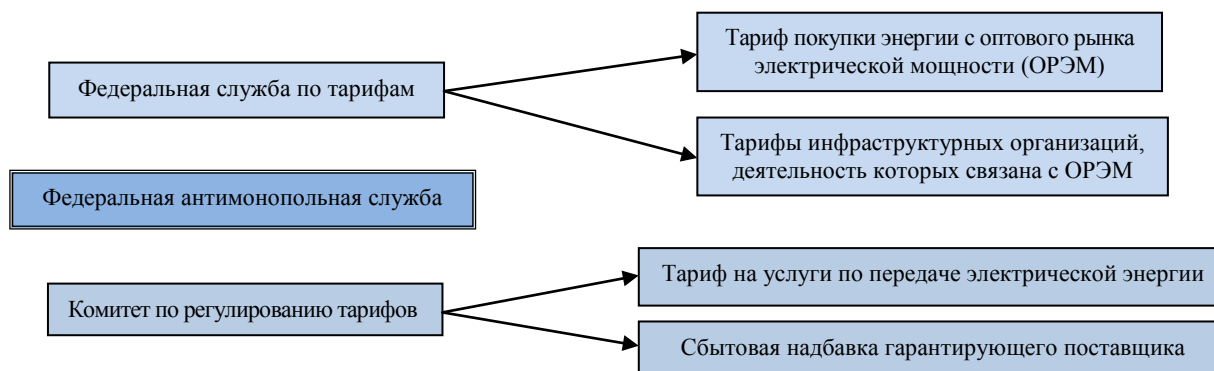 Федеральная служба по тарифам
Тариф покупки энергии с оптового рынка
электрической мощности (ОРЭМ)
Тарифы инфраструктурных организаций,
деятельность которых связана с ОРЭМ
Федеральная антимонопольная служба
Комитет по регулированию тарифов
Тариф на услуги по передаче электрической энергии
Сбытовая надбавка гарантирующего поставщика